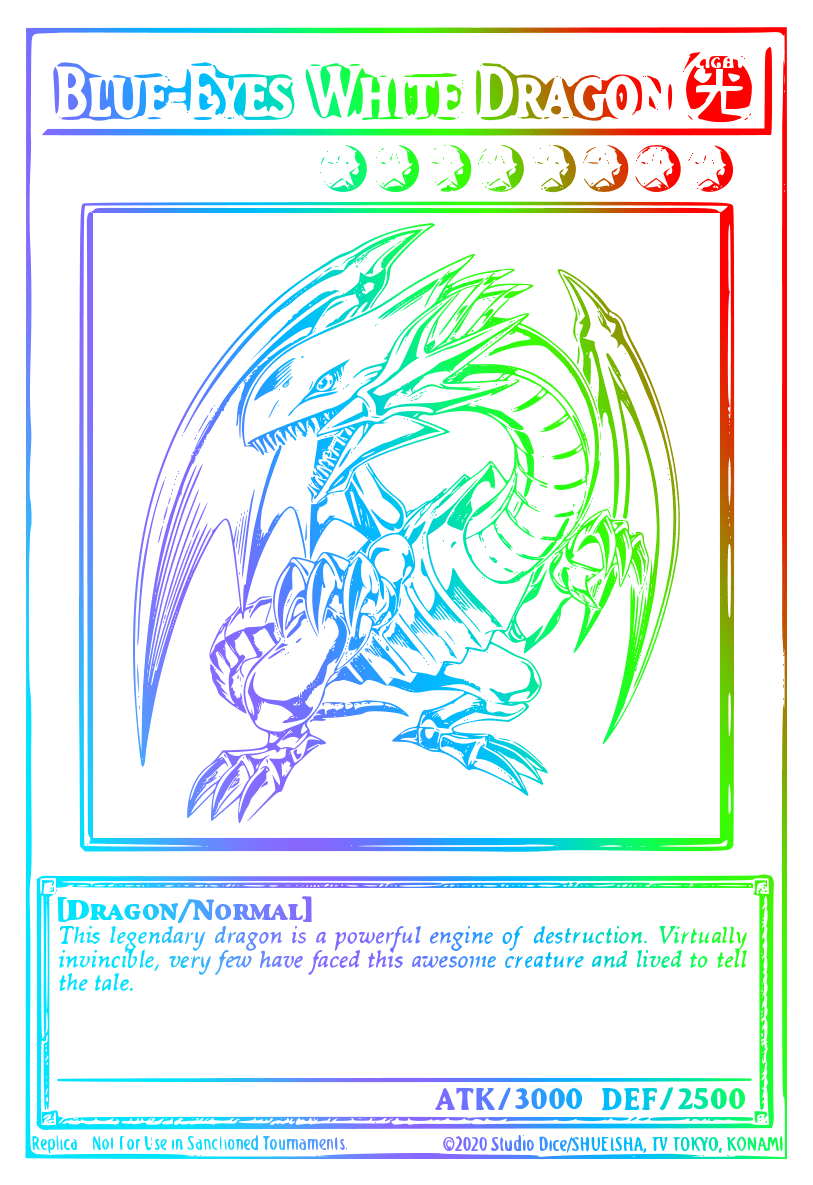 BLUE-EYES WHITE DRAGON
LIGHT
光
[DRAGON/NORMAL]
This legendary dragon is a powerful engine of destruction. Virtually
invincible, very few have faced this awesome creature and lived to tell
the tale.
ATK/3000 DEF/2500
Replica Not For Use in Sanctioned Tournaments.
©2020 Studio Dice/SHUEISHA, TV TOKYO, KONAMI